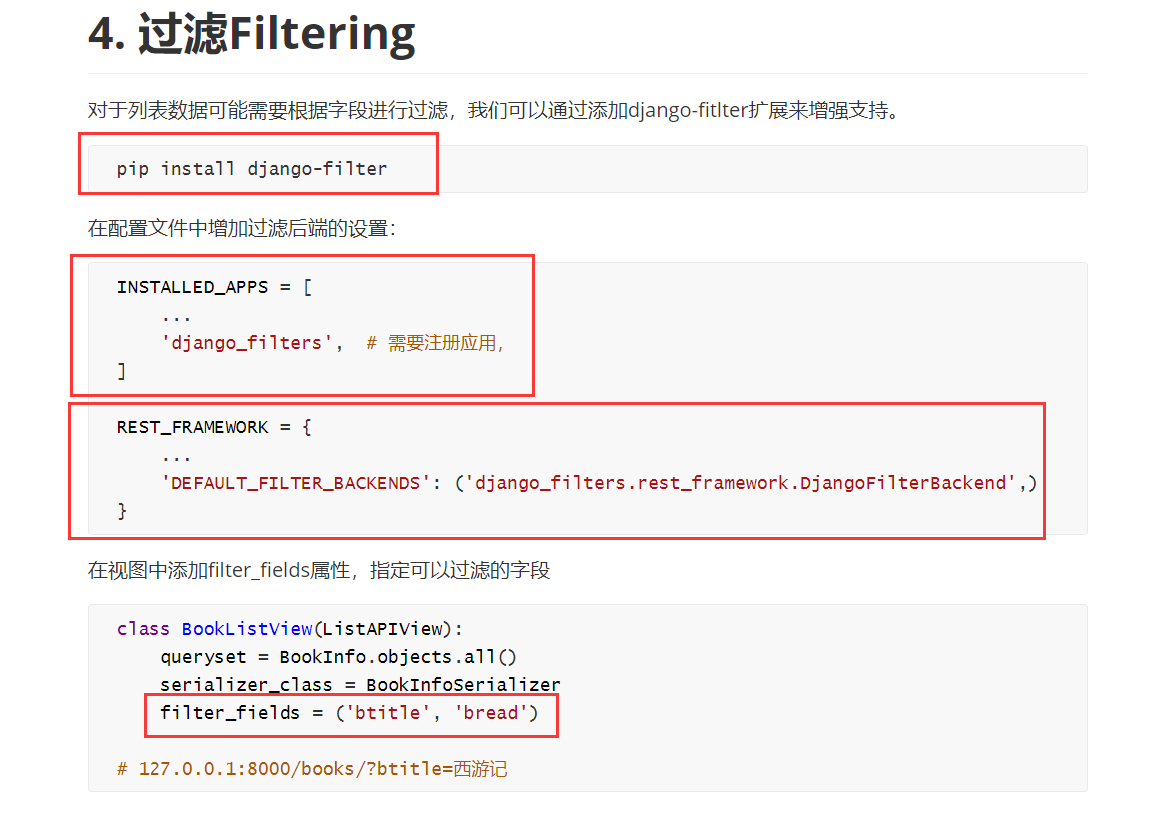 4. 过滤Filtering
对于列表数据可能需要根据字段进行过滤，我们可以通过添加django-fitlter扩展来增强支持。
pip install django-filter
在配置文件中增加过滤后端的设置：
INSTALLED_APPS = [
    ...
    'django_filters',  # 需要注册应用，
]
REST_FRAMEWORK = {
    ...
    'DEFAULT_FILTER_BACKENDS': ('django_filters.rest_framework.DjangoFilterBackend',)
}
在视图中添加filter_fields属性，指定可以过滤的字段
class BookListView(ListAPIView):
    queryset = BookInfo.objects.all()
    serializer_class = BookInfoSerializer
    filter_fields = ('btitle', 'bread')
# 127.0.0.1:8000/books/?btitle=西游记